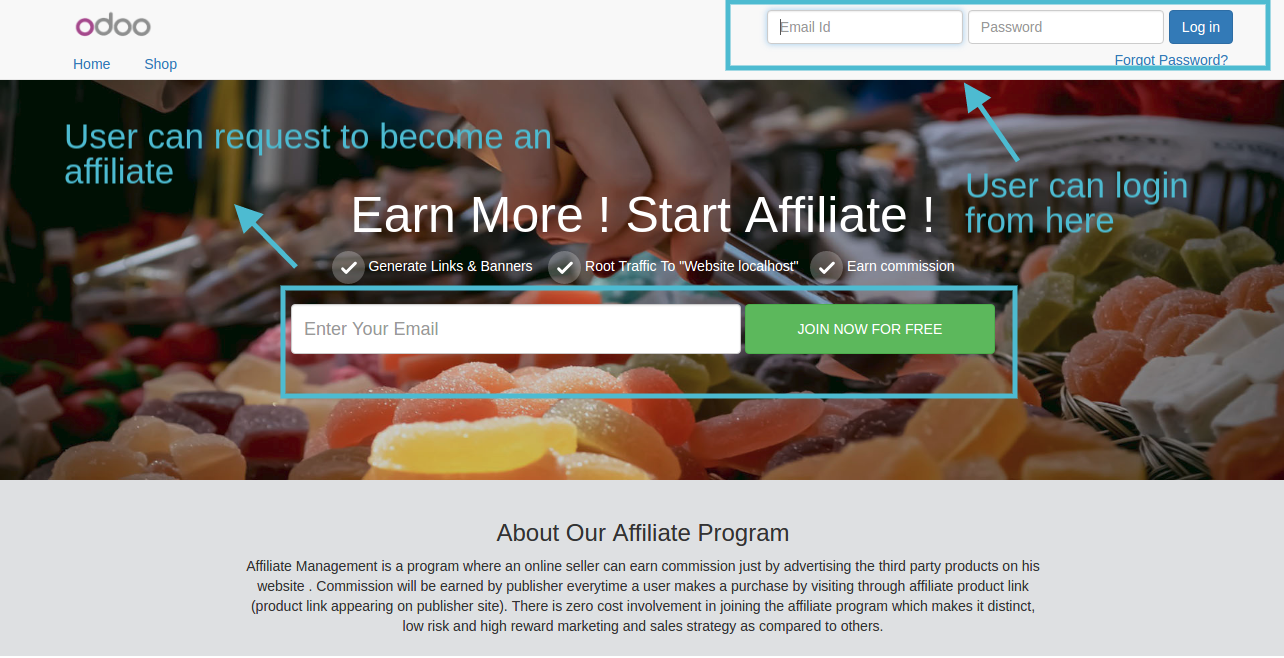 odoo
Email Id
Password
Log in
Forgot Password?
Home
Shop
User can request to become an
affiliate
User can login
from here
Earn More ! Start Affiliate !
Generate Links & Banners
Root Traffic To "Website localhost"
Earn commission
Enter Your Email
JOIN NOW FOR FREE
About Our Affiliate Program
Affiliate Management is a program where an online seller can earn commission just by advertising the third party products on his
website . Commission will be earned by publisher everytime a user makes a purchase by visiting through affiliate product link
(product link appearing on publisher site). There is zero cost involvement in joining the affiliate program which makes it distinct,
low risk and high reward marketing and sales strategy as compared to others.